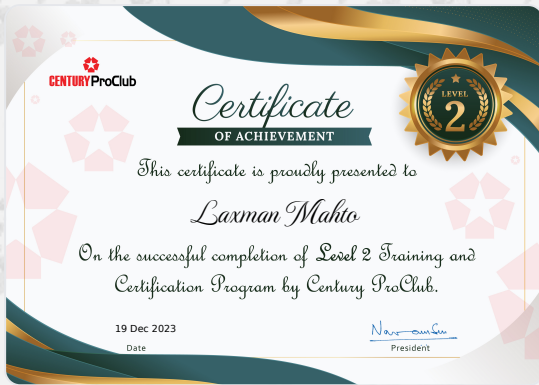 CENTURY ProClub
LEVEL
2
Certificate
OF ACHIEVEMENT
This certificate is proudly presented to
Laxman Mahto
On the successful completion of Level 2 Training and
Certification Program by Century ProClub.
19 Dec 2023
Date
President